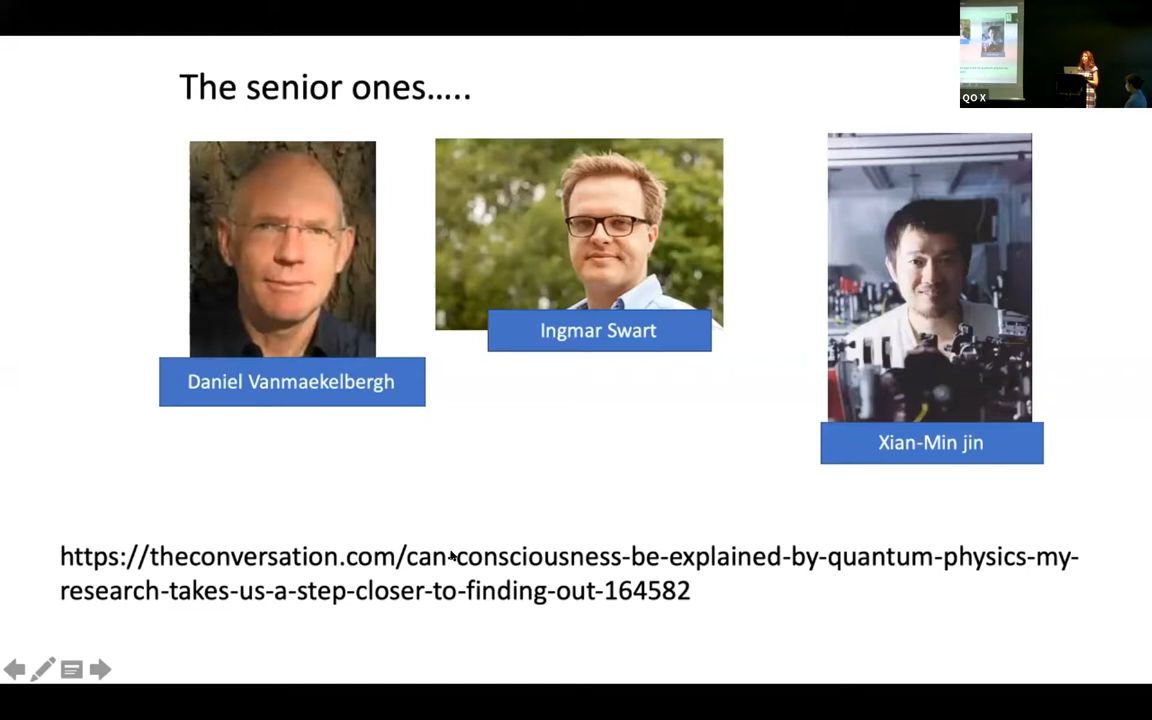 The senior ones…..
QO X
Daniel Vanmaekelbergh
Ingmar Swart
Xian-Min jin
https://theconversation.com/can-consciousness-be-explained-by-quantum-physics-my-
research-takes-us-a-step-closer-to-finding-out-164582